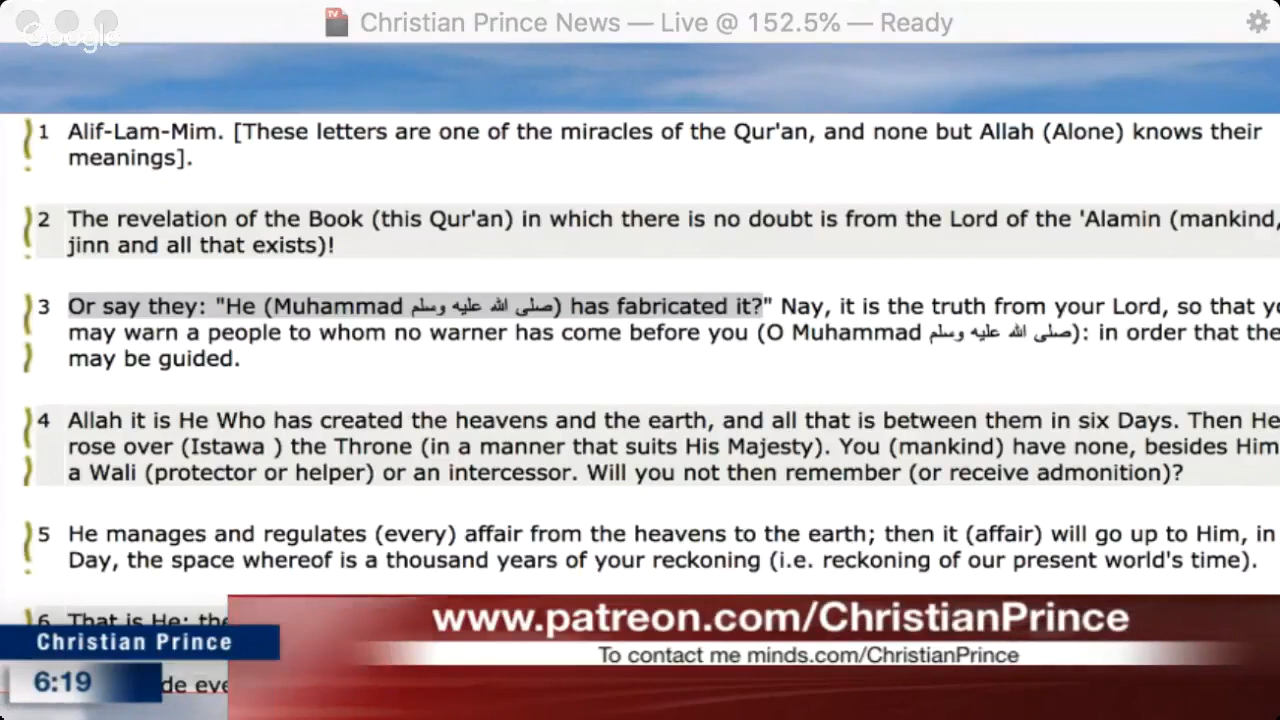 Christian Prince News — Live @ 152.5% — Ready
Google
1 Alif-Lam-Mim. [These letters are one of the miracles of the Qur'an, and none but Allah (Alone) knows their
meanings].
2 The revelation of the Book (this Qur'an) in which there is no doubt is from the Lord of the 'Alamin (mankind,
jinn and all that exists)!
3 Or say they: "He (Muhammad صلى الله عليه وسلم) has fabricated it?" Nay, it is the truth from your Lord, so that yo
may warn a people to whom no warner has come before you (O Muhammad صلى الله عليه وسلم): in order that the
may be guided.
4 Allah it is He Who has created the heavens and the earth, and all that is between them in six Days. Then He
rose over (Istawa ) the Throne (in a manner that suits His Majesty). You (mankind) have none, besides Him
a Wali (protector or helper) or an intercessor. Will you not then remember (or receive admonition)?
5 He manages and regulates (every) affair from the heavens to the earth; then it (affair) will go up to Him, in
Day, the space whereof is a thousand years of your reckoning (i.e. reckoning of our present world's time).
6 That is He; the
www.patreon.com/ChristianPrince
Christian Prince
To contact me minds.com/ChristianPrince
6:19
de eve